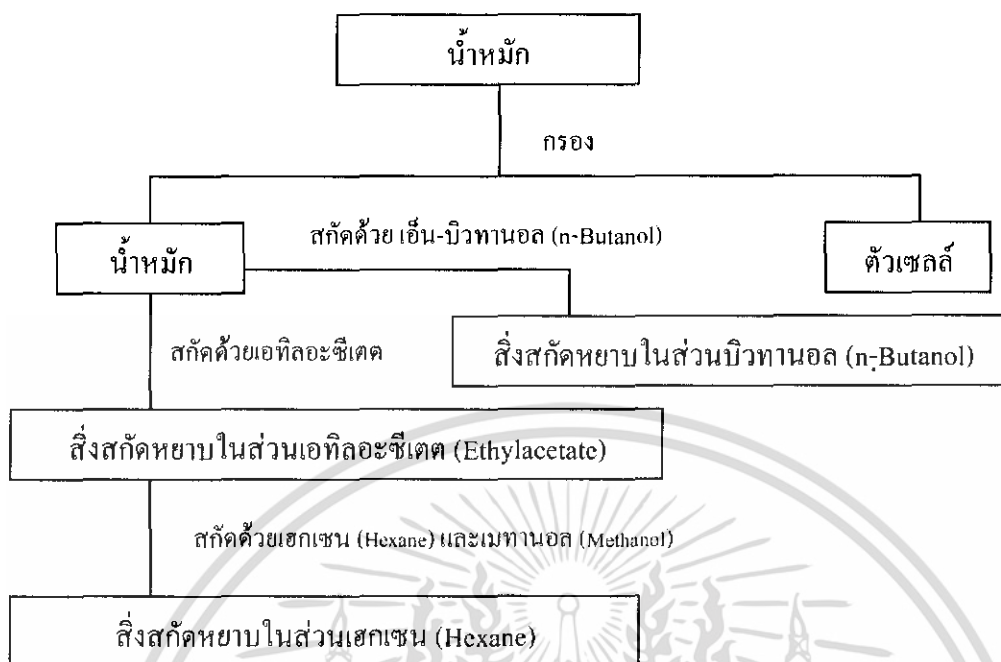 น้ำหมัก
กรอง
สกัดด้วย เอ็น-บิวทานอล (n-Butanol)
น้ำหมัก
ตัวเซลล์
สกัดด้วยเอทิลอะซีเตต
สิ่งสกัดหยาบในส่วนบิวทานอล (n-Butanol)
สิ่งสกัดหยาบในส่วนเอทิลอะซีเตต (Ethylacetate)
สกัดด้วยเฮกเซน (Hexane) และเมทานอล (Methanol)
สิ่งสกัดหยาบในส่วนเฮกเซน (Hexane)